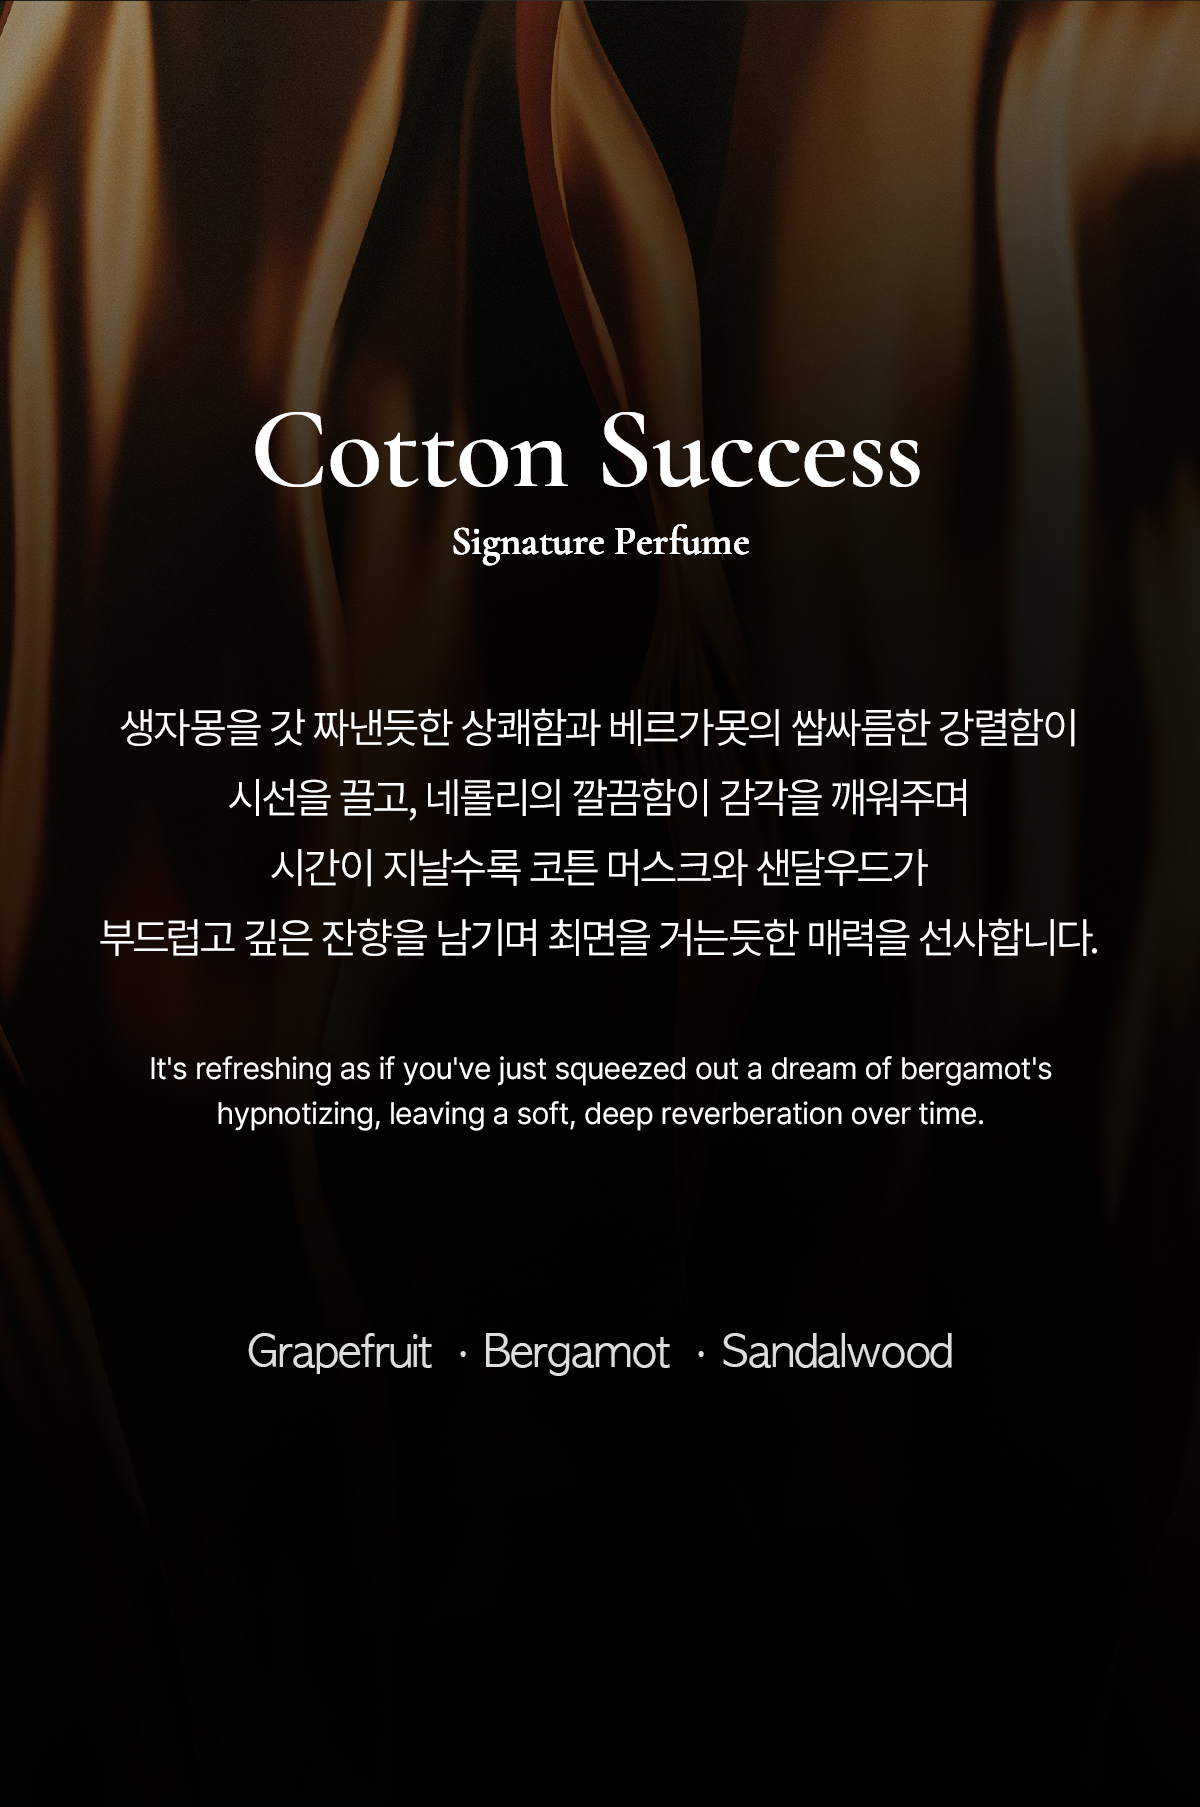 Cotton Success
Signature Perfume
생자몽을 갓 짜낸듯한 상쾌함과 베르가못의 쌉싸름한 강렬함이
시선을 끌고, 네롤리의 깔끔함이 감각을 깨워주며
시간이 지날수록 코튼 머스크와 샌달우드가
부드럽고 깊은 잔향을 남기며 최면을 거는듯한 매력을 선사합니다.
It's refreshing as if you've just squeezed out a dream of bergamot's
hypnotizing, leaving a soft, deep reverberation over time.
Grapefruit · Bergamot · Sandalwood